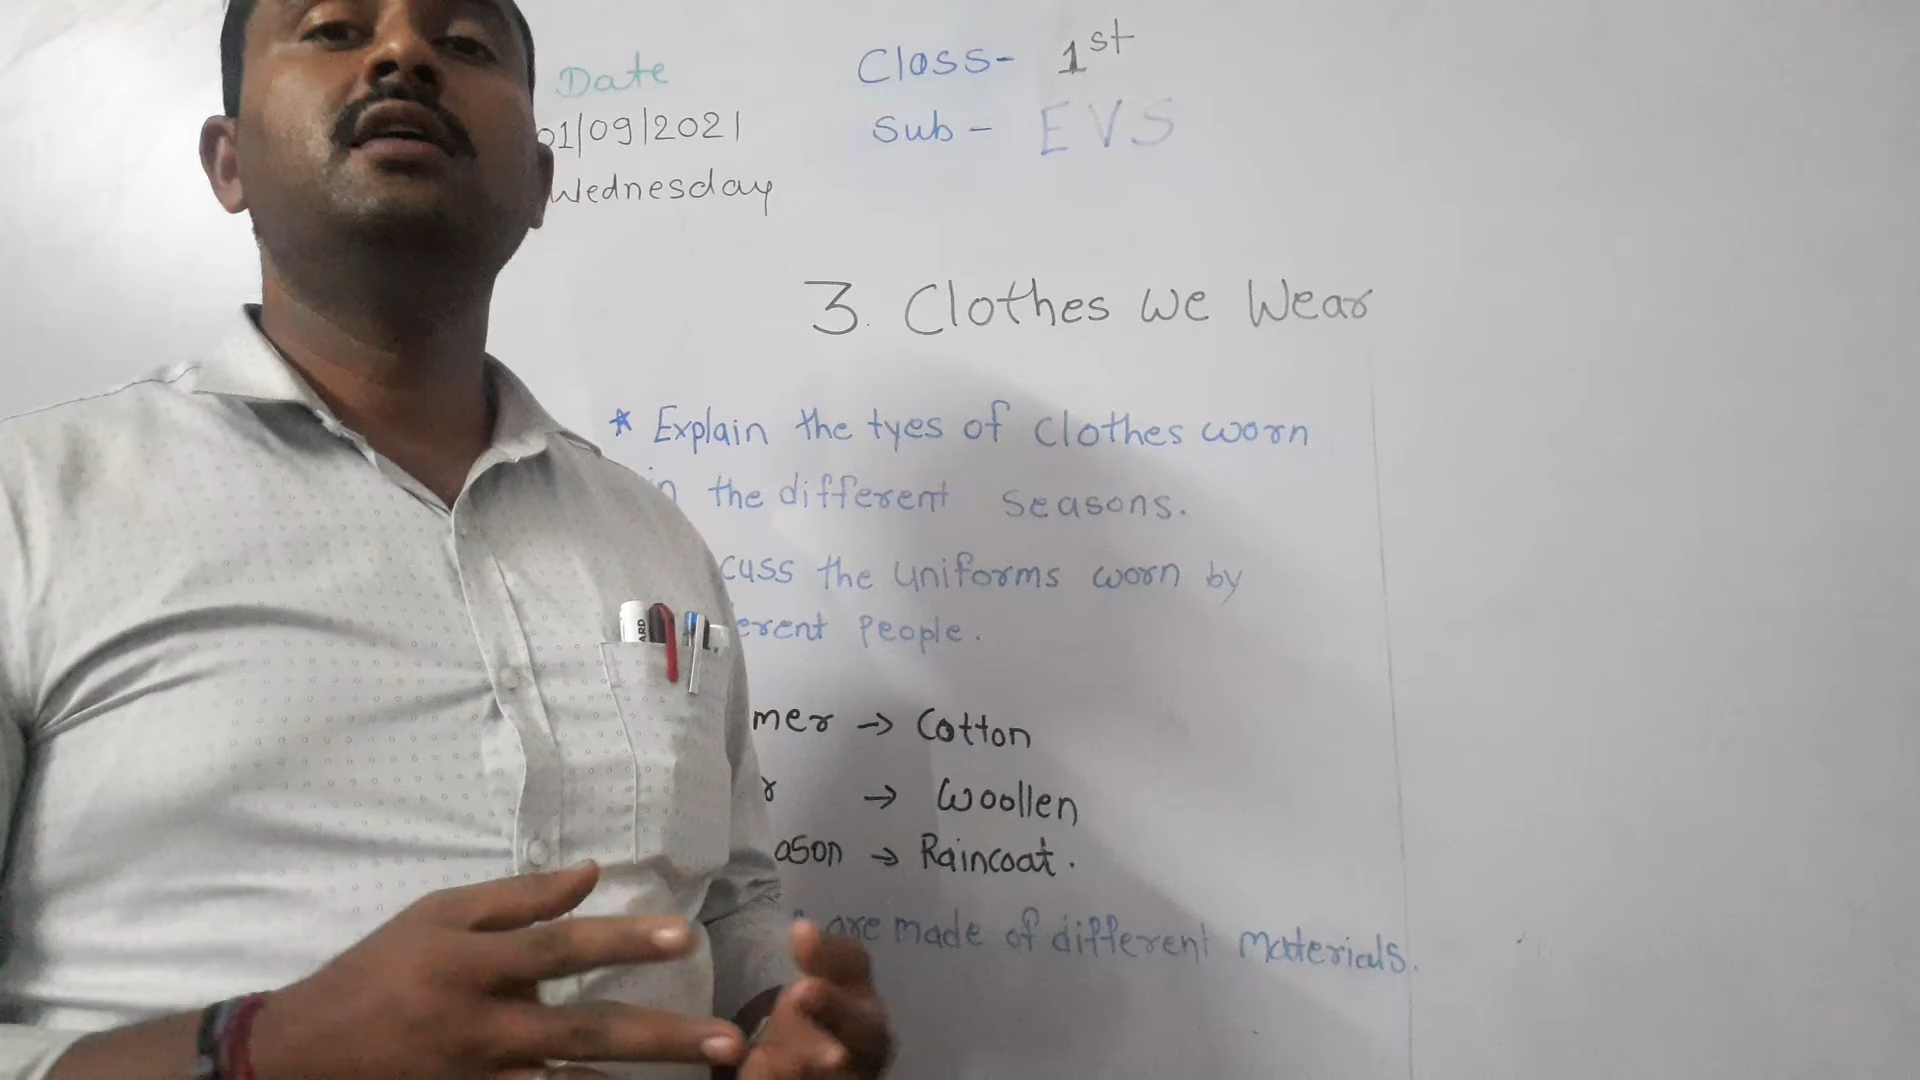 Date
01/09/2021
Wednesday
Class- 1st
Sub- EVS
3. Clothes we Wear
* Explain the tyes of clothes worn
in the different seasons.
cuss the uniforms worn by
erent people.
mer → Cotton
r → Woollen
ason → Raincoat.
are made of different materials.
ARD